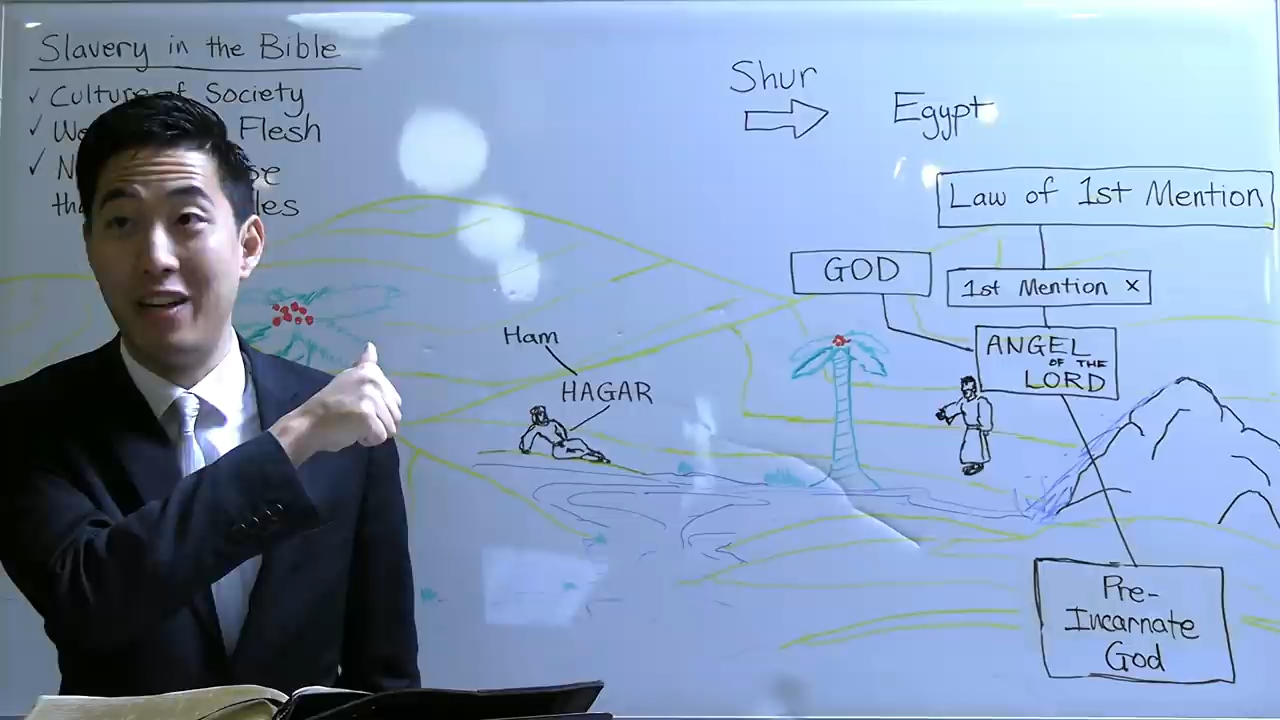 Slavery in the Bible
✓ Culture of Society
✓ Flesh
✓
Shur
Egypt
Law of 1st Mention
GOD
1st Mention x
ANGEL
OF THE
LORD
Ham
HAGAR
Pre-
Incarnate
God